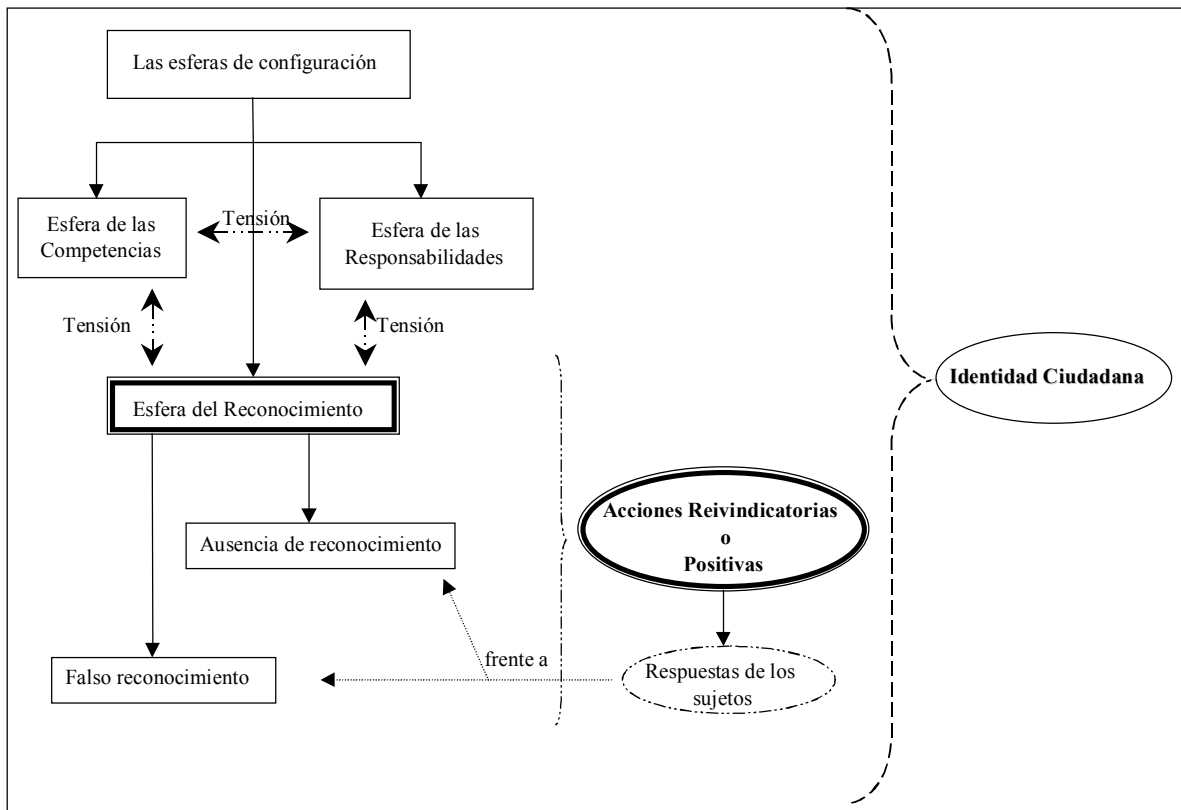 Las esferas de configuración
Esfera de las
Competencias
Tensión
Esfera de las
Responsabilidades
Tensión
Tensión
Esfera del Reconocimiento
Identidad Ciudadana
Acciones Reivindicatorias
o
Positivas
Ausencia de reconocimiento
frente a
Falso reconocimiento
Respuestas de los
sujetos